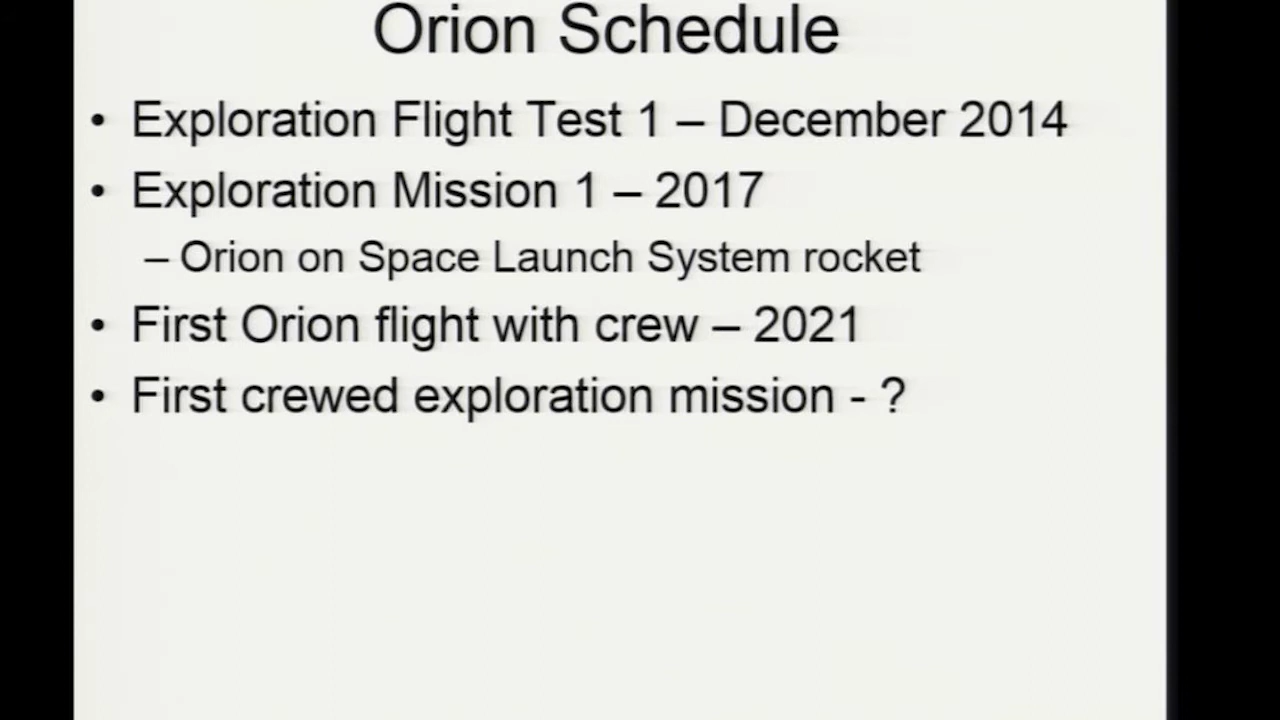 Orion Schedule
• Exploration Flight Test 1 – December 2014
• Exploration Mission 1 – 2017
– Orion on Space Launch System rocket
• First Orion flight with crew – 2021
• First crewed exploration mission - ?